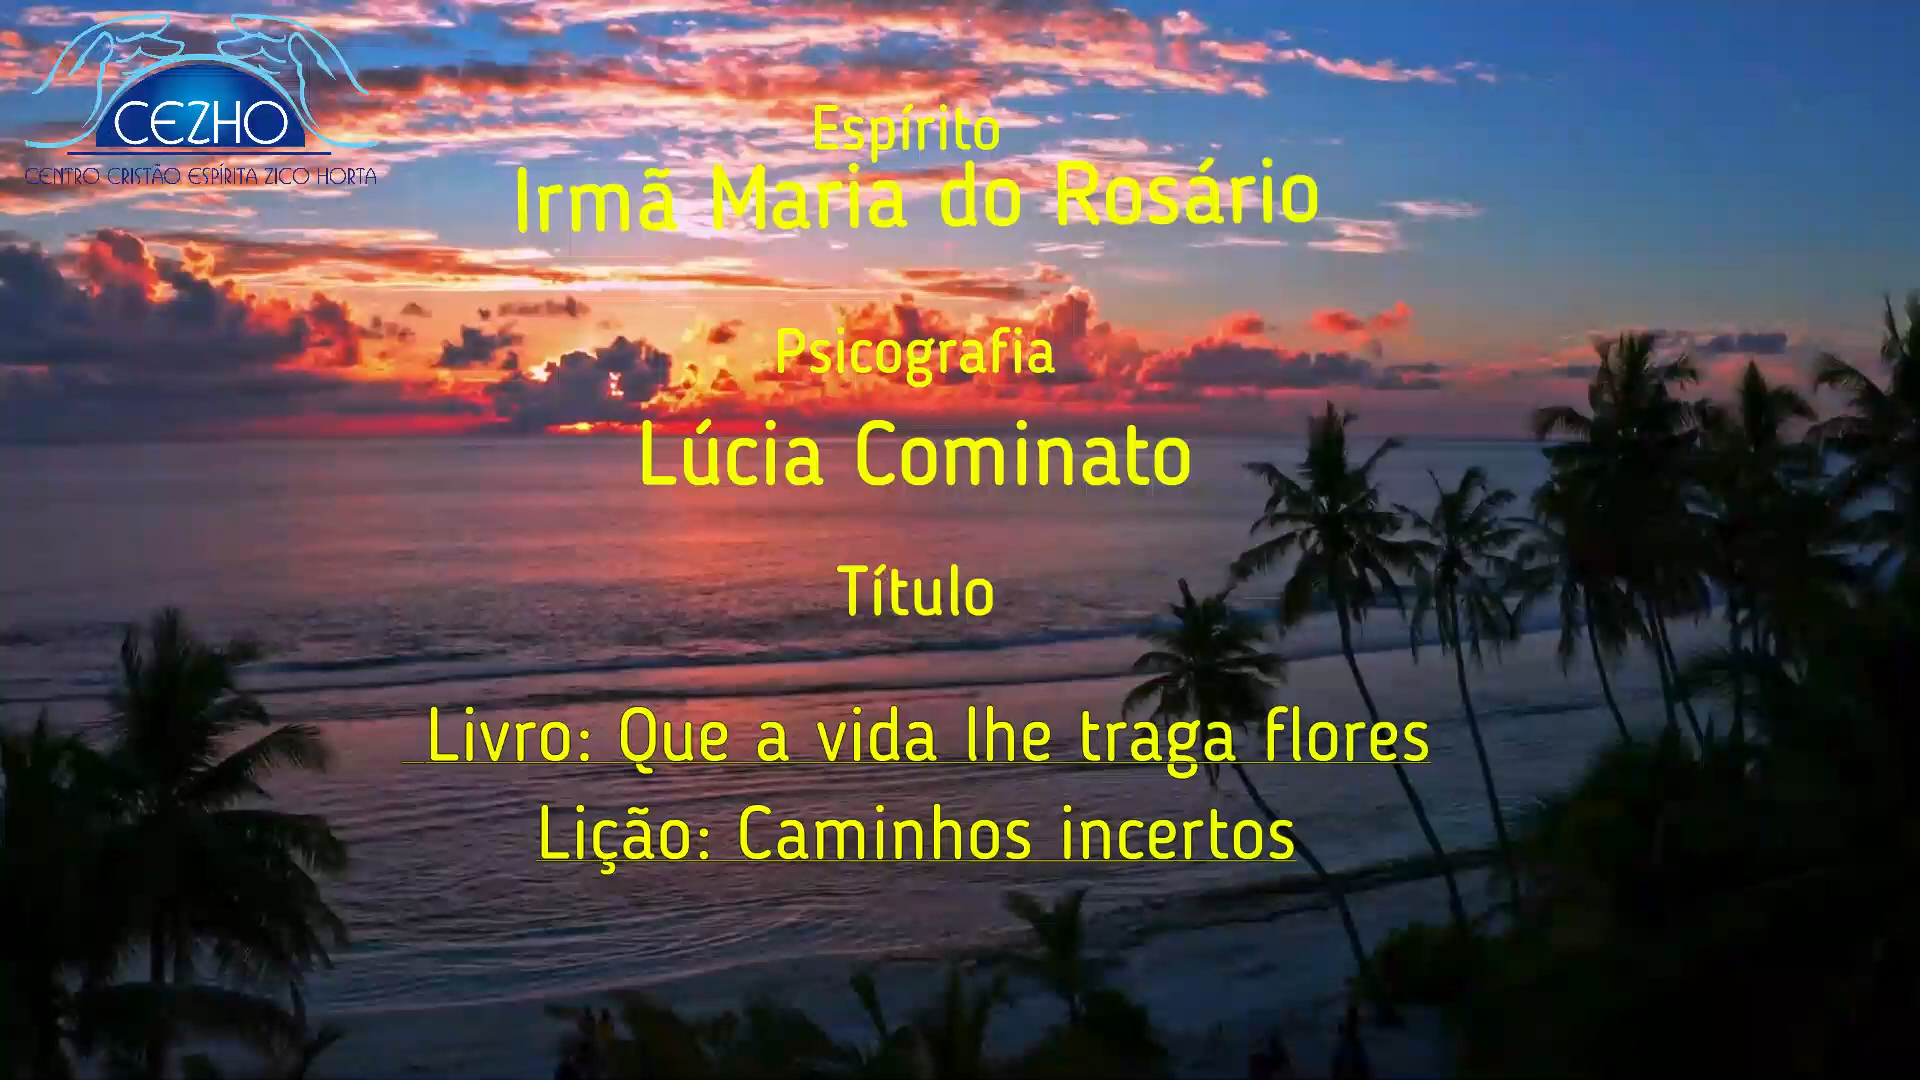 CEZHO
CENTRO CRISTÃO ESPÍRITA ZICO HORTA
Espírito
Irmã Maria do Rosário
Psicografia
Lúcia Cominato
Título
Livro: Que a vida lhe traga flores
Lição: Caminhos incertos